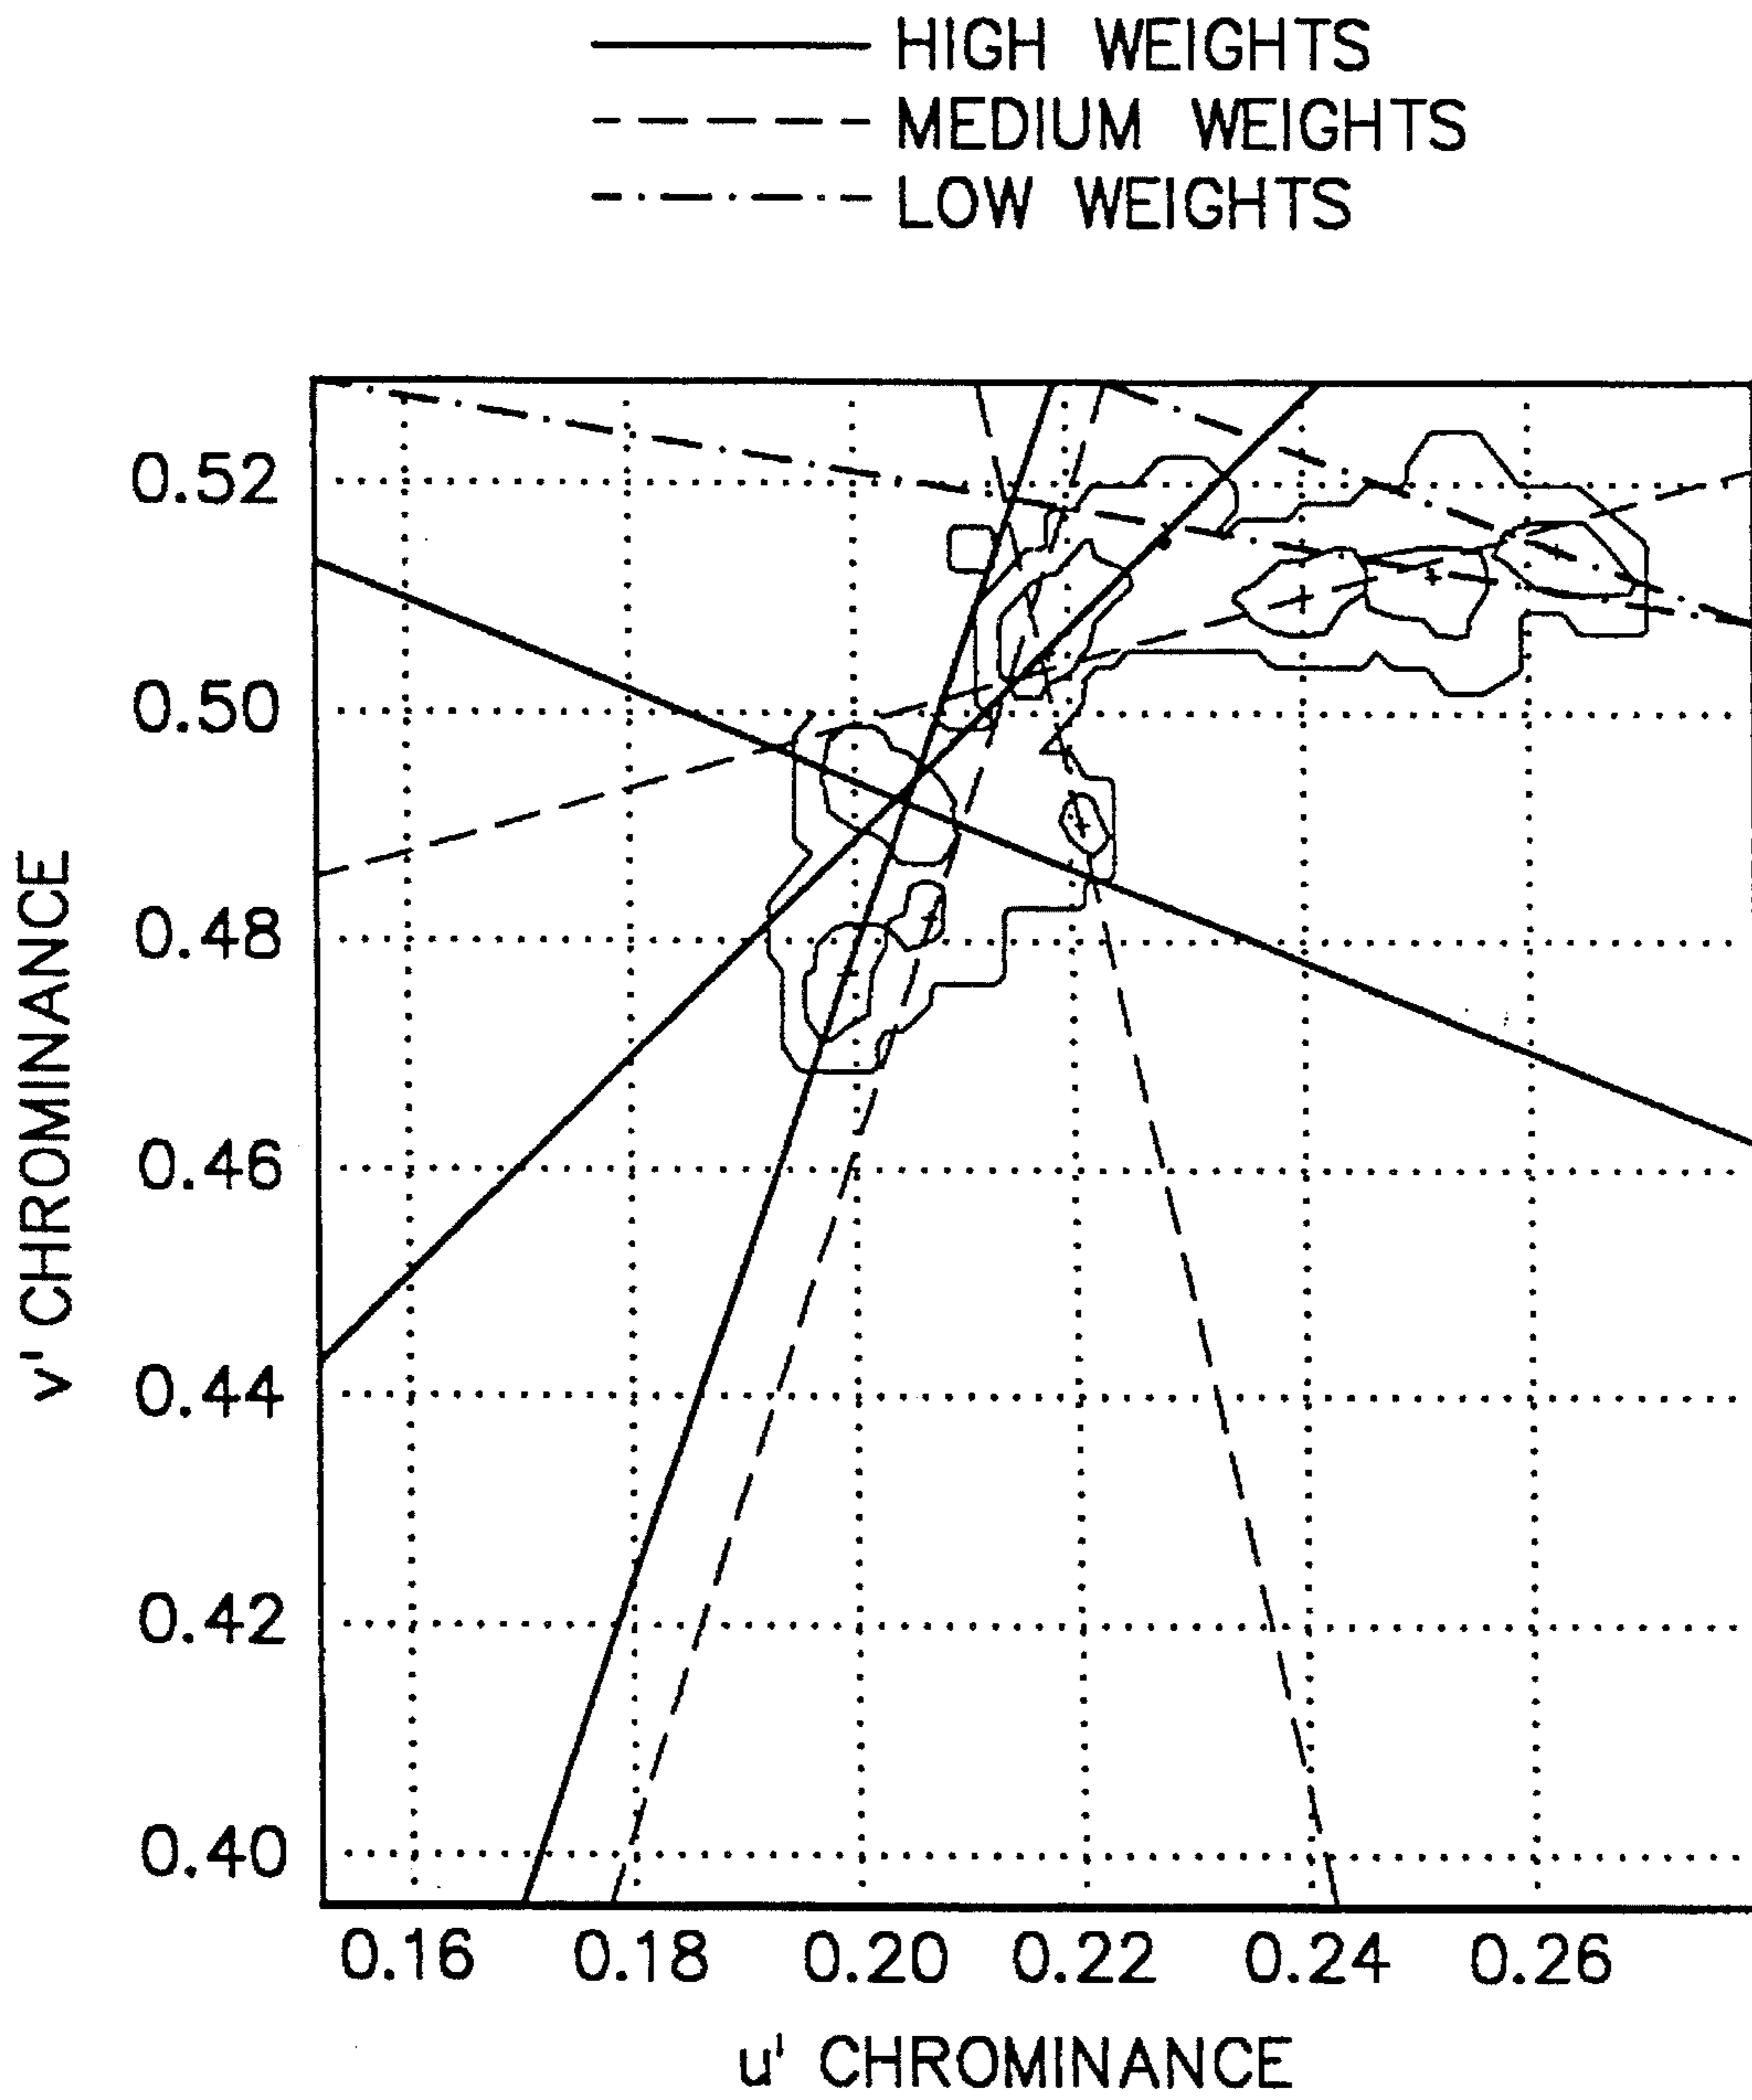 HIGH WEIGHTS
MEDIUM WEIGHTS
LOW WEIGHTS
v' CHROMINANCE
0.52
0.50
0.48
0.46
0.44
0.42
0.40
0.16 0.18 0.20 0.22 0.24 0.26
u' CHROMINANCE